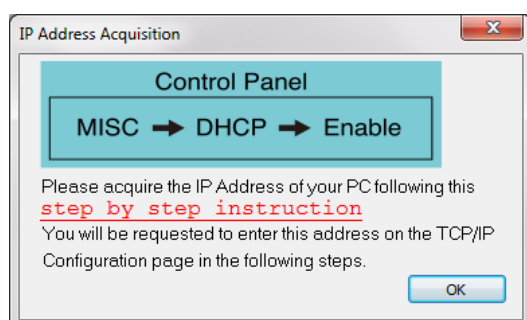 IP Address Acquisition
Control Panel
MISC → DHCP → Enable
Please acquire the IP Address of your PC following this
step by step instruction
You will be requested to enter this address on the TCP/IP
Configuration page in the following steps.
OK